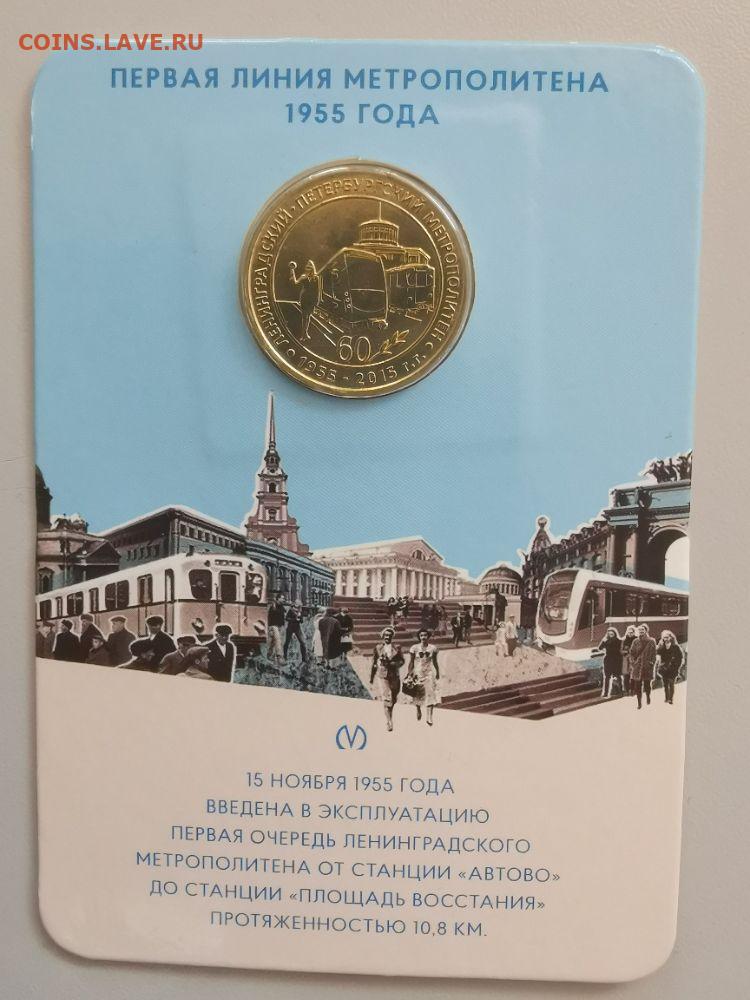 COINS.LAVE.RU
ПЕРВАЯ ЛИНИЯ МЕТРОПОЛИТЕНА
1955 ГОДА
ЛЕНИНГРАДСКИЙ • ПЕТЕРБУРГСКИЙ МЕТРОПОЛИТЕН
60
1955 - 2015 г.г.
15 НОЯБРЯ 1955 ГОДА
ВВЕДЕНА В ЭКСПЛУАТАЦИЮ
ПЕРВАЯ ОЧЕРЕДЬ ЛЕНИНГРАДСКОГО
МЕТРОПОЛИТЕНА ОТ СТАНЦИИ «АВТОВО»
ДО СТАНЦИИ «ПЛОЩАДЬ ВОССТАНИЯ»
ПРОТЯЖЕННОСТЬЮ 10,8 КМ.